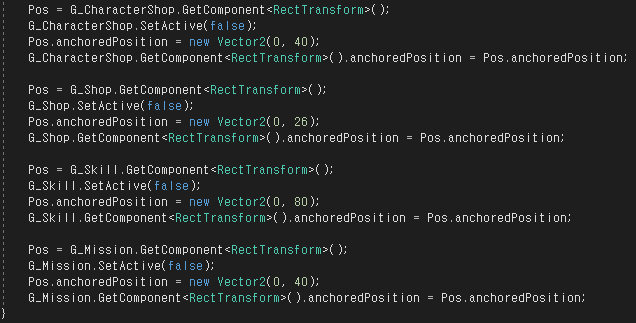 Pos = G_CharacterShop.GetComponent<RectTransform>();
G_CharacterShop.SetActive(false);
Pos.anchoredPosition = new Vector2(0, 40);
G_CharacterShop.GetComponent<RectTransform>().anchoredPosition = Pos.anchoredPosition;
Pos = G_Shop.GetComponent<RectTransform>();
G_Shop.SetActive(false);
Pos.anchoredPosition = new Vector2(0, 26);
G_Shop.GetComponent<RectTransform>().anchoredPosition = Pos.anchoredPosition;
Pos = G_Skill.GetComponent<RectTransform>();
G_Skill.SetActive(false);
Pos.anchoredPosition = new Vector2(0, 80);
G_Skill.GetComponent<RectTransform>().anchoredPosition = Pos.anchoredPosition;
Pos = G_Mission.GetComponent<RectTransform>();
G_Mission.SetActive(false);
Pos.anchoredPosition = new Vector2(0, 40);
G_Mission.GetComponent<RectTransform>().anchoredPosition = Pos.anchoredPosition;
}